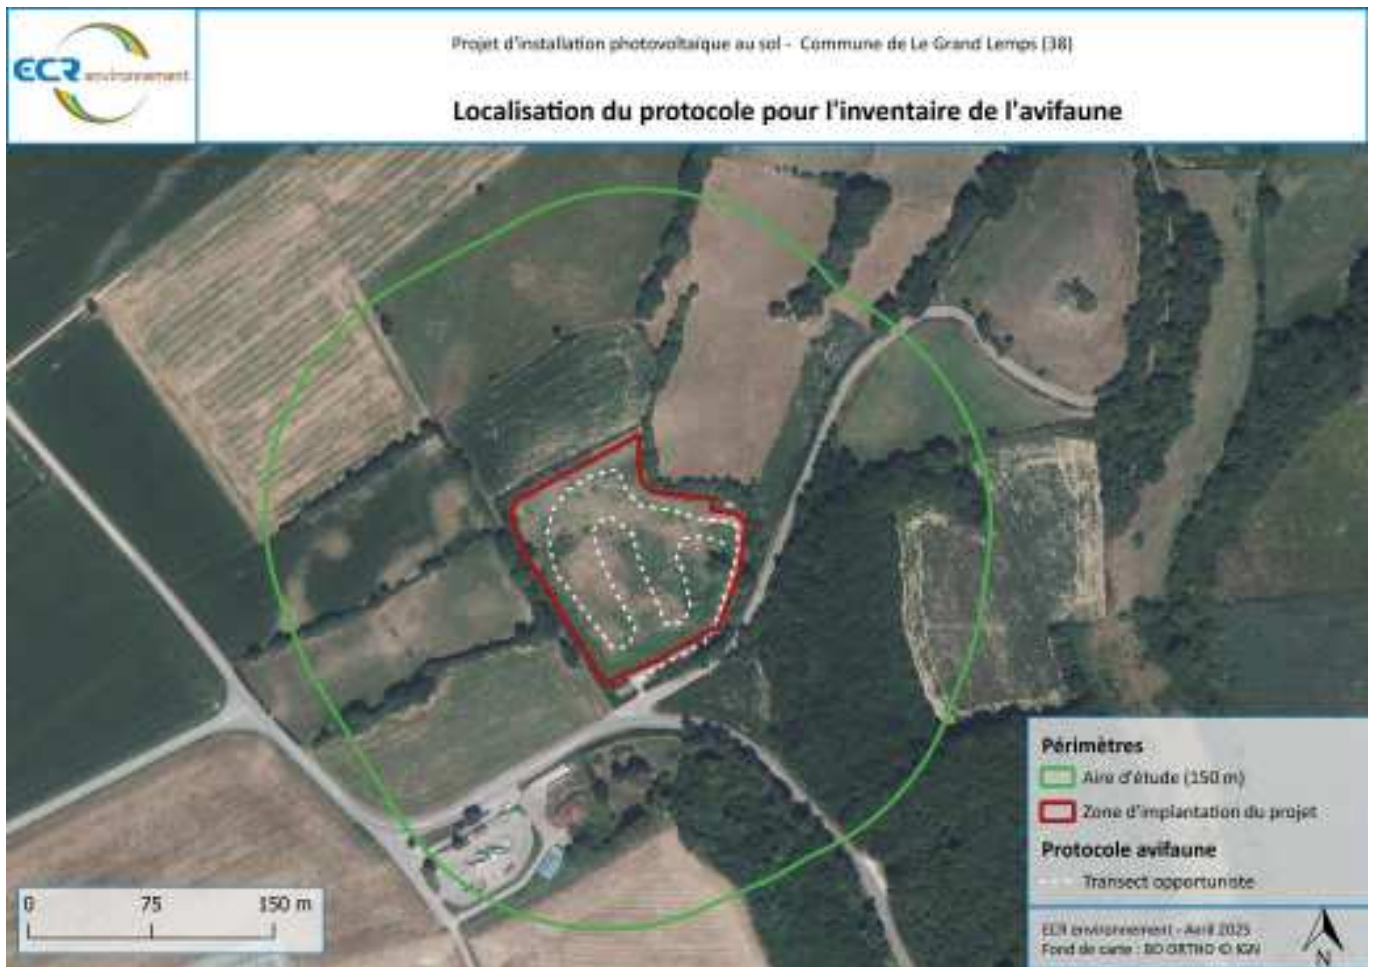 ECR environnement
Projet d'installation photovoltaïque au sol - Commune de Le Grand Lemps (38)
Localisation du protocole pour l'inventaire de l'avifaune
Périmètres
Aire d'étude (150 m)
Zone d'implantation du projet
Protocole avifaune
Transect opportuniste
0 75 150 m
ECR environnement - Avril 2025
Fond de carte : BD ORTHO © IGN
N